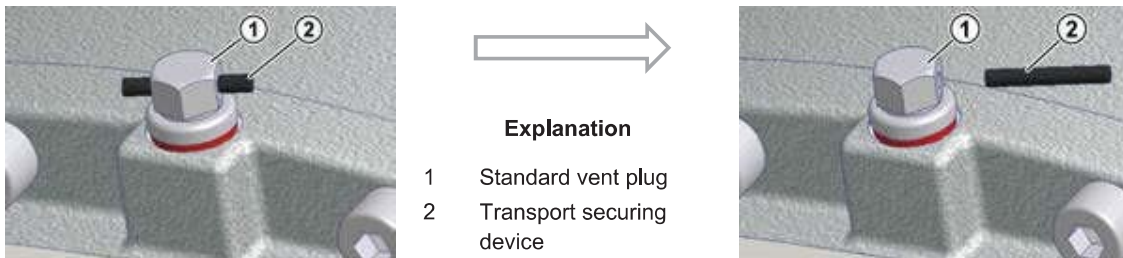 1
2
Explanation
1 Standard vent plug
2 Transport securing
device
1
2